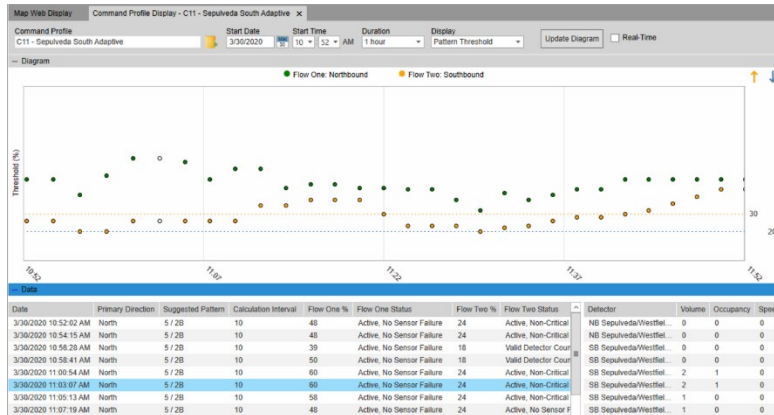 Map Web Display Command Profile Display - C11 - Sepulveda South Adaptive x
Command Profile Start Date Start Time Duration Display
C11 - Sepulveda South Adaptive 3/30/2020 10 52 AM 1 hour Pattern Threshold Update Diagram Real-Time
Diagram
Flow One: Northbound Flow Two: Southbound
Threshold (%)
30
20
10:52 11:07 11:22 11:37 11:52
Data
Date Primary Direction Suggested Pattern Calculation Interval Flow One % Flow One Status Flow Two % Flow Two Status Detector Volume Occupancy Spee
3/30/2020 10:52:02 AM North 5 / 2B 10 48 Active, No Sensor Failure 24 Active, Non-Critical NB Sepulveda/Westfiel... 0 0 0
3/30/2020 10:54:15 AM North 5 / 2B 10 48 Active, No Sensor Failure 24 Active, Non-Critical NB Sepulveda/Westfiel... 0 0 0
3/30/2020 10:56:28 AM North 5 / 2B 10 39 Active, No Sensor Failure 18 Valid Detector Coun SB Sepulveda/Westfiel... 0 0 0
3/30/2020 10:58:41 AM North 5 / 2B 10 50 Active, No Sensor Failure 18 Valid Detector Coun SB Sepulveda/Westfiel... 0 0 0
3/30/2020 11:00:54 AM North 5 / 2B 10 60 Active, No Sensor Failure 24 Active, Non-Critical SB Sepulveda/Westfiel... 2 1 0
3/30/2020 11:03:07 AM North 5 / 2B 10 60 Active, No Sensor Failure 24 Active, Non-Critical SB Sepulveda/Westfiel... 2 1 0
3/30/2020 11:05:13 AM North 5 / 2B 10 58 Active, No Sensor Failure 24 Active, Non-Critical SB Sepulveda/Westfiel... 1 0 0
3/30/2020 11:07:19 AM North 5 / 2B 10 48 Active, No Sensor Failure 24 Active, No Sensor F SB Sepulveda/Westfiel... 0 0 0